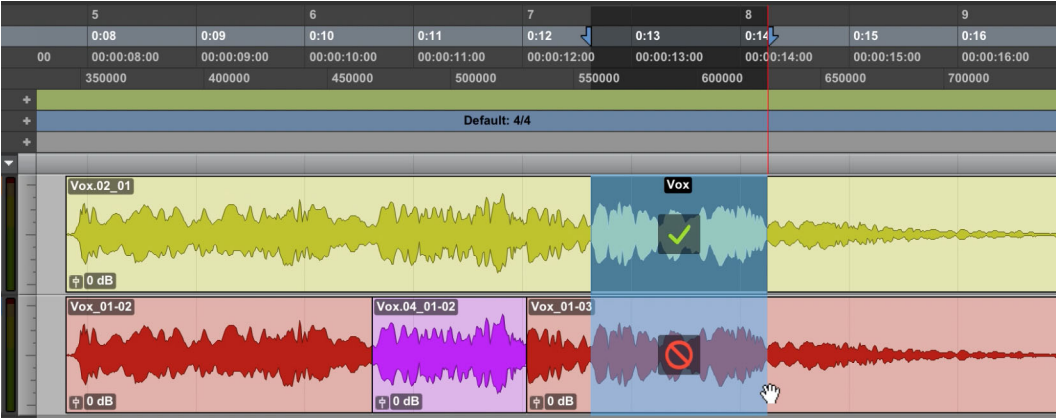 5 6 7 8 9
0:08 0:09 0:10 0:11 0:12 0:13 0:14 0:15 0:16
00 00:00:08:00 00:00:09:00 00:00:10:00 00:00:11:00 00:00:12:00 00:00:13:00 00:00:14:00 00:00:15:00 00:00:16:00
350000 400000 450000 500000 550000 600000 650000 700000
Default: 4/4
Vox.02_01 Vox
0 dB
Vox_01-02 Vox.04_01-02 Vox_01-03
0 dB 0 dB 0 dB